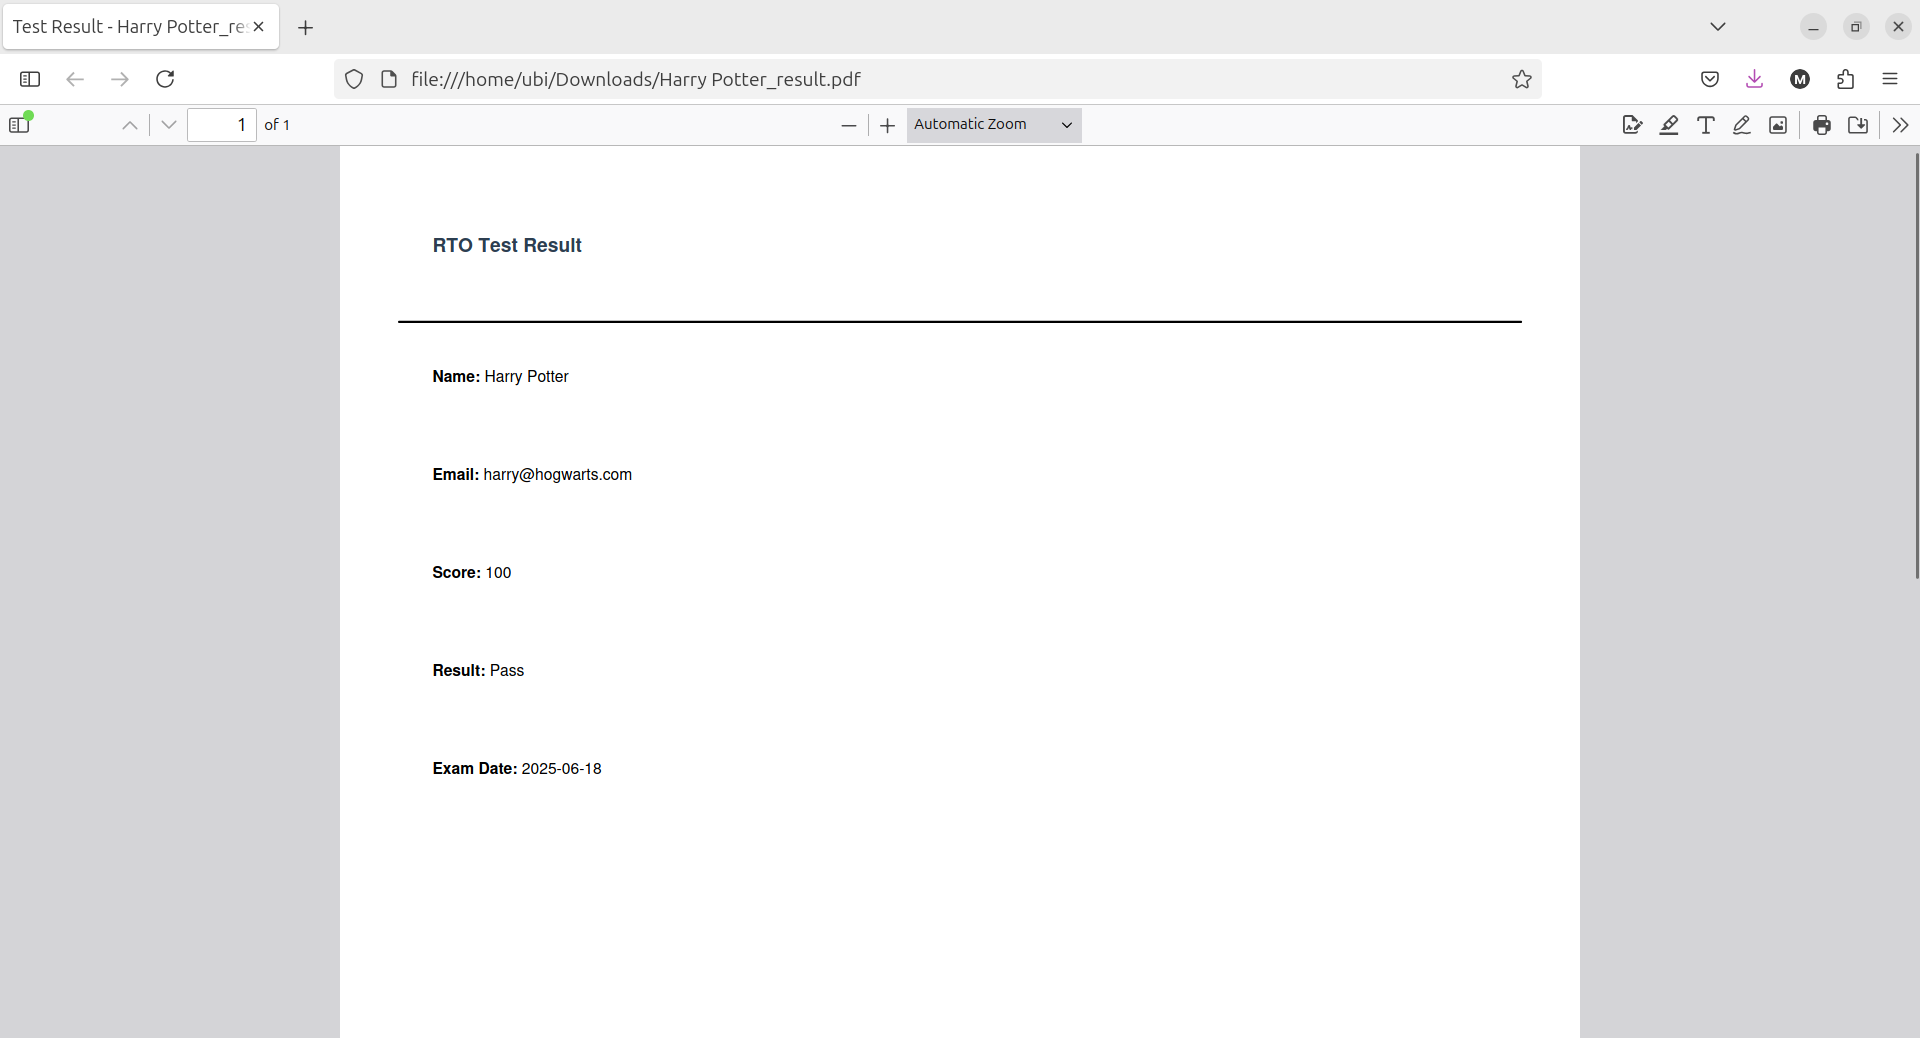 Test Result - Harry Potter_re
file:///home/ubi/Downloads/Harry Potter_result.pdf
M
1 of 1
Automatic Zoom
RTO Test Result
Name: Harry Potter
Email: harry@hogwarts.com
Score: 100
Result: Pass
Exam Date: 2025-06-18